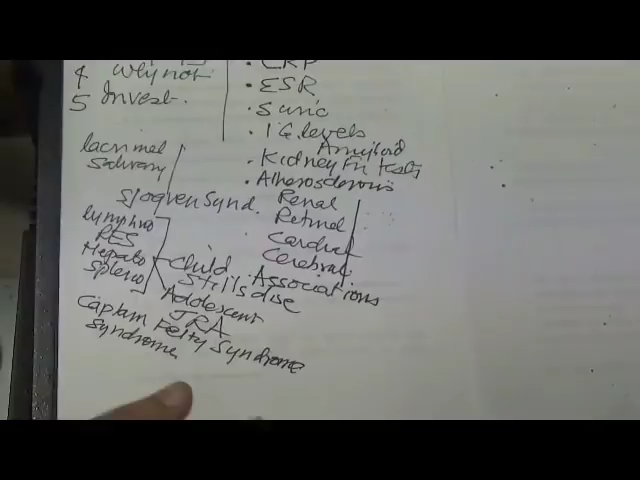 4 Why not
5 Invest.
· CRP
· ESR
· S uric
· IG. levels
Amyloid
· Kidney Fn Tests
· Atherosclerosis
lacrimal
Salivary
Sjogren Synd.
Renal
Retinal
Cardiac
Cerebral
lympho
RES
Hepato
Spleno
Child
Still's dise
Associations
Adolescent
JRA
Caplan Felty Syndrome
Syndrome